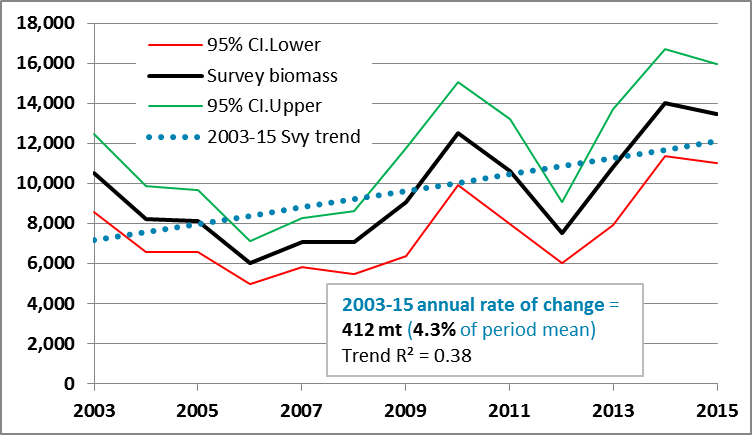 18,000
16,000
14,000
12,000
10,000
8,000
6,000
4,000
2,000
0
95% CI.Lower
Survey biomass
95% CI.Upper
2003-15 Svy trend
2003-15 annual rate of change =
412 mt (4.3% of period mean)
Trend R² = 0.38
2003 2005 2007 2009 2011 2013 2015